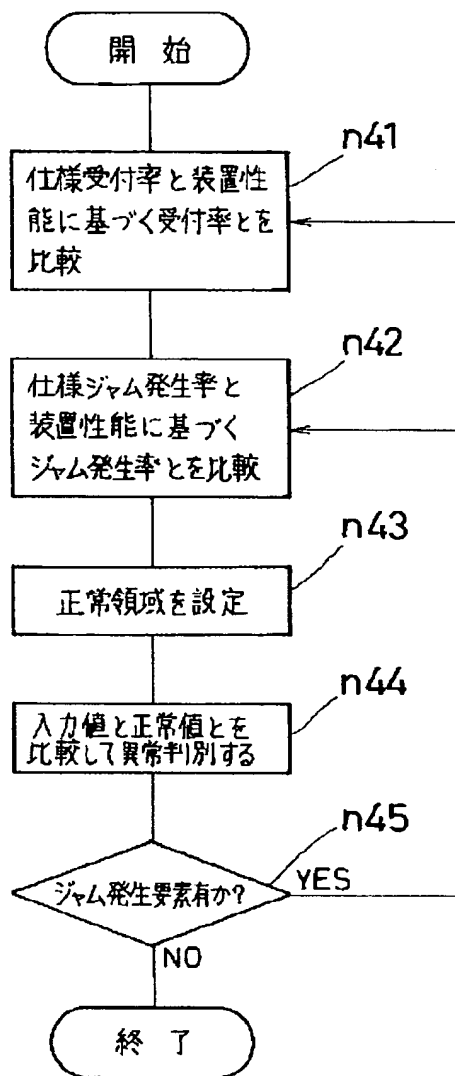 開始
n41
仕様受付率と装置性
能に基づく受付率とを
比較
n42
仕様ジャム発生率と
装置性能に基づく
ジャム発生率とを比較
n43
正常領域を設定
n44
入力値と正常値とを
比較して異常判別する
n45
ジャム発生要素有か?
YES
NO
終了